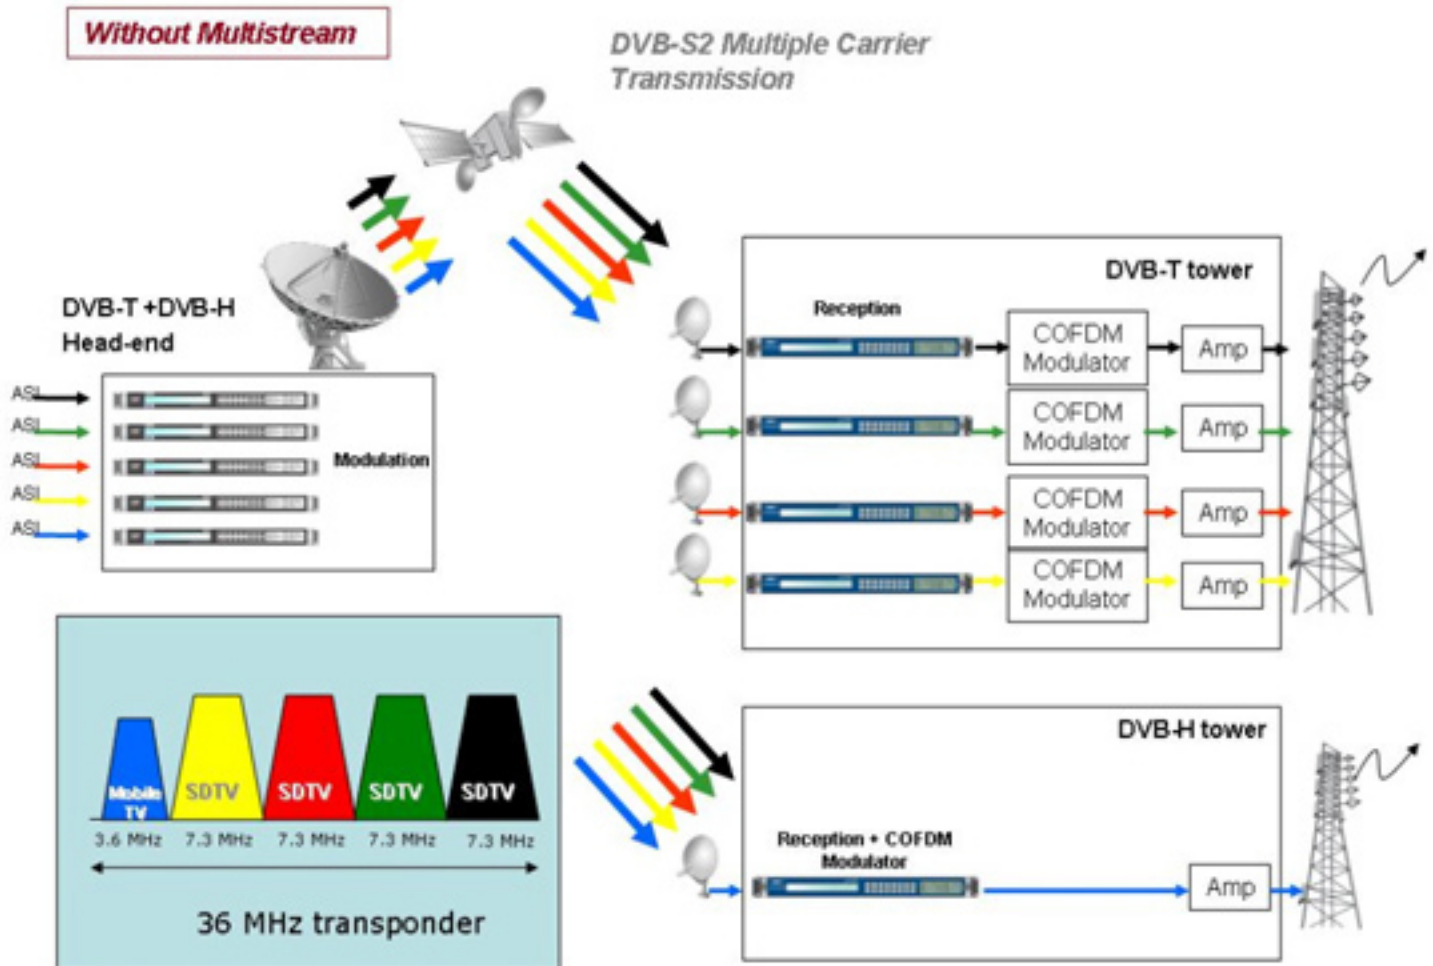 Without Multistream
DVB-S2 Multiple Carrier
Transmission
DVB-T +DVB-H
Head-end
ASI
ASI
ASI
ASI
ASI
Modulation
DVB-T tower
Reception
COFDM
Modulator
Amp
COFDM
Modulator
Amp
COFDM
Modulator
Amp
COFDM
Modulator
Amp
Mobile
TV
SDTV
SDTV
SDTV
SDTV
3.6 MHz
7.3 MHz
7.3 MHz
7.3 MHz
7.3 MHz
36 MHz transponder
DVB-H tower
Reception + COFDM
Modulator
Amp